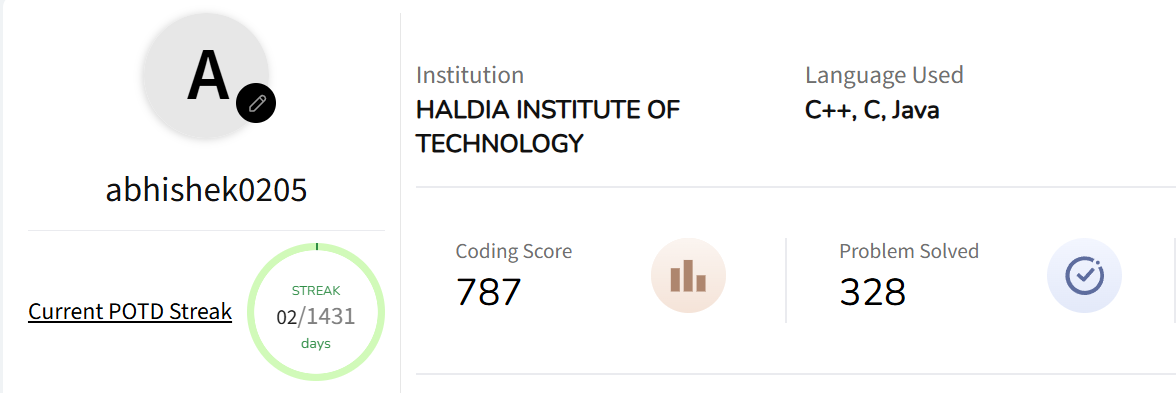 A
abhishek0205
Current POTD Streak
STREAK
02/1431
days
Institution
HALDIA INSTITUTE OF
TECHNOLOGY
Language Used
C++, C, Java
Coding Score
787
Problem Solved
328